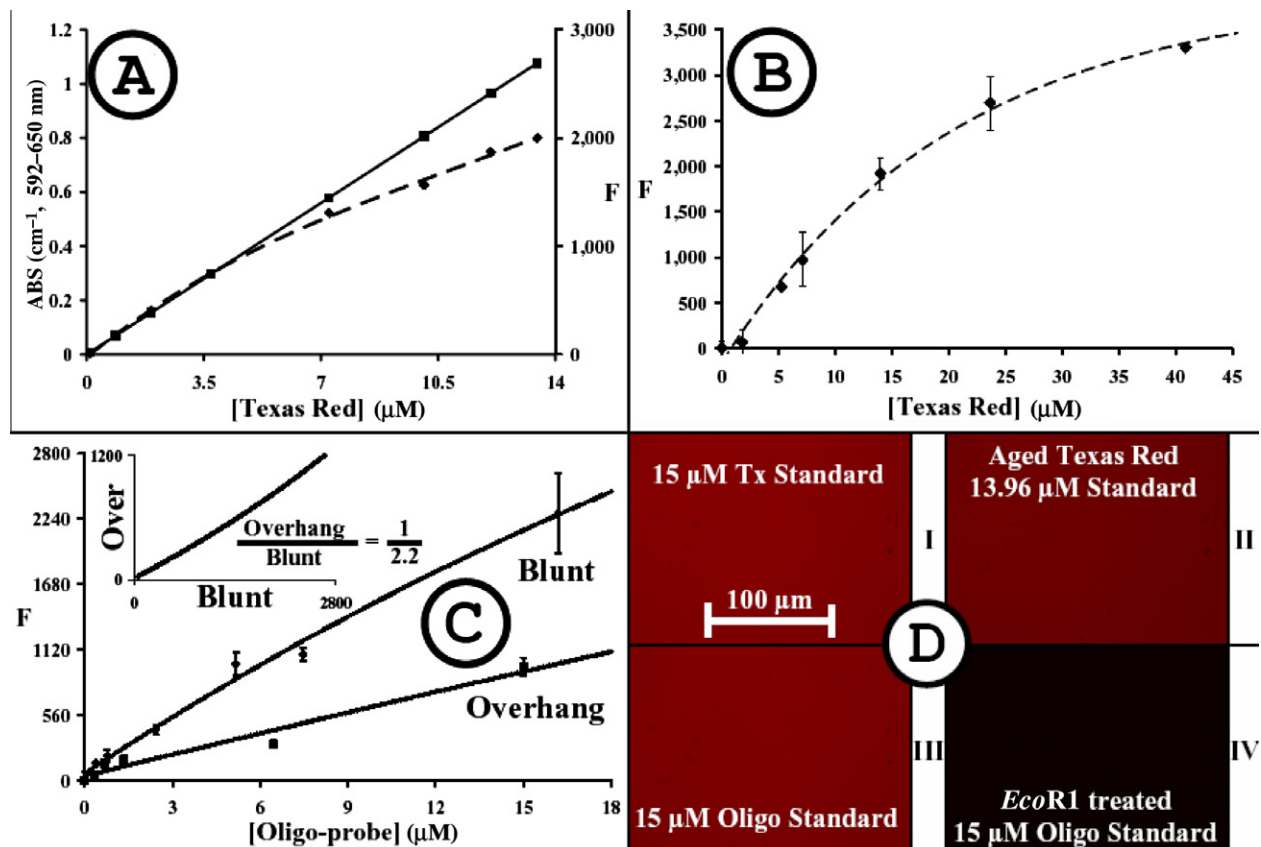 A
ABS (cm⁻¹, 592–650 nm)
1.2
1
0.8
0.6
0.4
0.2
0
3,000
2,000
1,000
0
F
0 3.5 7 10.5 14
[Texas Red] (μM)
B
F
3,500
3,000
2,500
2,000
1,500
1,000
500
0
0 5 10 15 20 25 30 35 40 45
[Texas Red] (μM)
C
F
2800
2240
1680
1120
560
0
Over
1200
0
0 2800
Blunt
Overhang
Blunt
= 1
2.2
Blunt
Overhang
0 3 6 9 12 15 18
[Oligo-probe] (μM)
D
15 μM Tx Standard
100 μm
I
Aged Texas Red
13.96 μM Standard
II
15 μM Oligo Standard
III
EcoR1 treated
15 μM Oligo Standard
IV